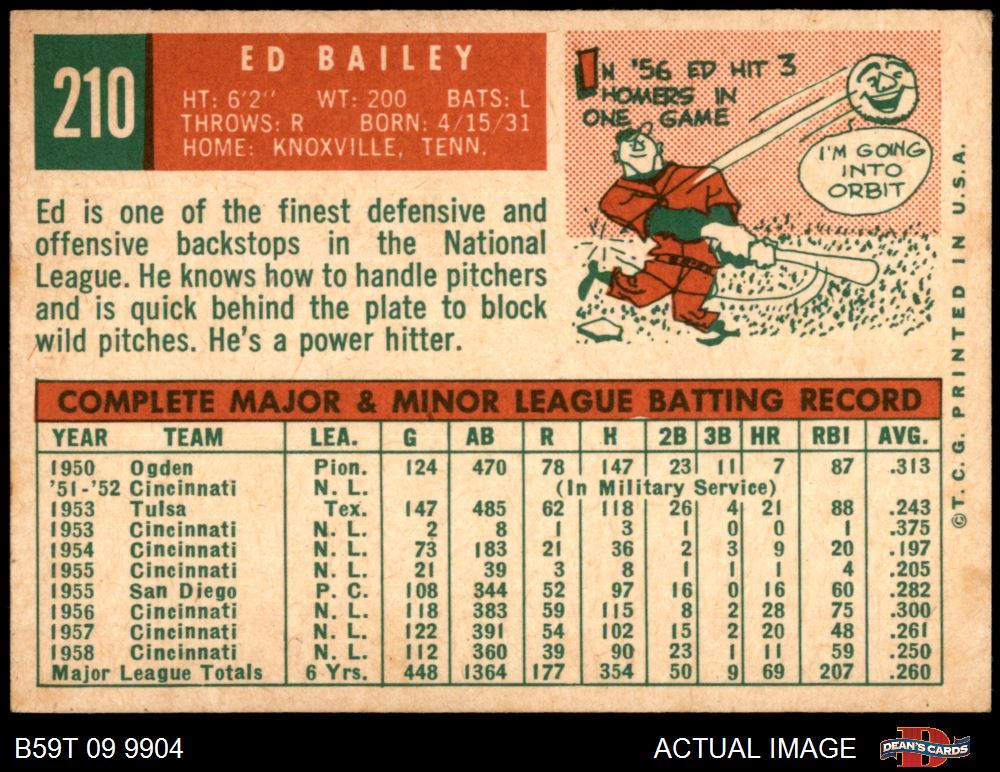 210
ED BAILEY
HT: 6'2" WT: 200 BATS: L
THROWS: R BORN: 4/15/31
HOME: KNOXVILLE, TENN.
IN '56 ED HIT 3
HOMERS IN
ONE GAME
I'M GOING
INTO
ORBIT
Ed is one of the finest defensive and
offensive backstops in the National
League. He knows how to handle pitchers
and is quick behind the plate to block
wild pitches. He's a power hitter.
COMPLETE MAJOR & MINOR LEAGUE BATTING RECORD
YEAR TEAM LEA. G AB R H 2B 3B HR RBI AVG.
1950 Ogden Pion. 124 470 78 147 23 11 7 87 .313
'51-'52 Cincinnati N. L. (In Military Service)
1953 Tulsa Tex. 147 485 62 118 26 4 21 88 .243
1953 Cincinnati N. L. 2 8 1 3 1 0 0 1 .375
1954 Cincinnati N. L. 73 183 21 36 2 3 9 20 .197
1955 Cincinnati N. L. 21 39 3 8 1 1 1 4 .205
1955 San Diego P. C. 108 344 52 97 16 0 16 60 .282
1956 Cincinnati N. L. 118 383 59 115 8 2 28 75 .300
1957 Cincinnati N. L. 122 391 54 102 15 2 20 48 .261
1958 Cincinnati N. L. 112 360 39 90 23 1 11 59 .250
Major League Totals 6 Yrs. 448 1364 177 354 50 9 69 207 .260
© T. C. G. PRINTED IN U.S.A.
B59T 09 9904
ACTUAL IMAGE
D
DEAN'S CARDS